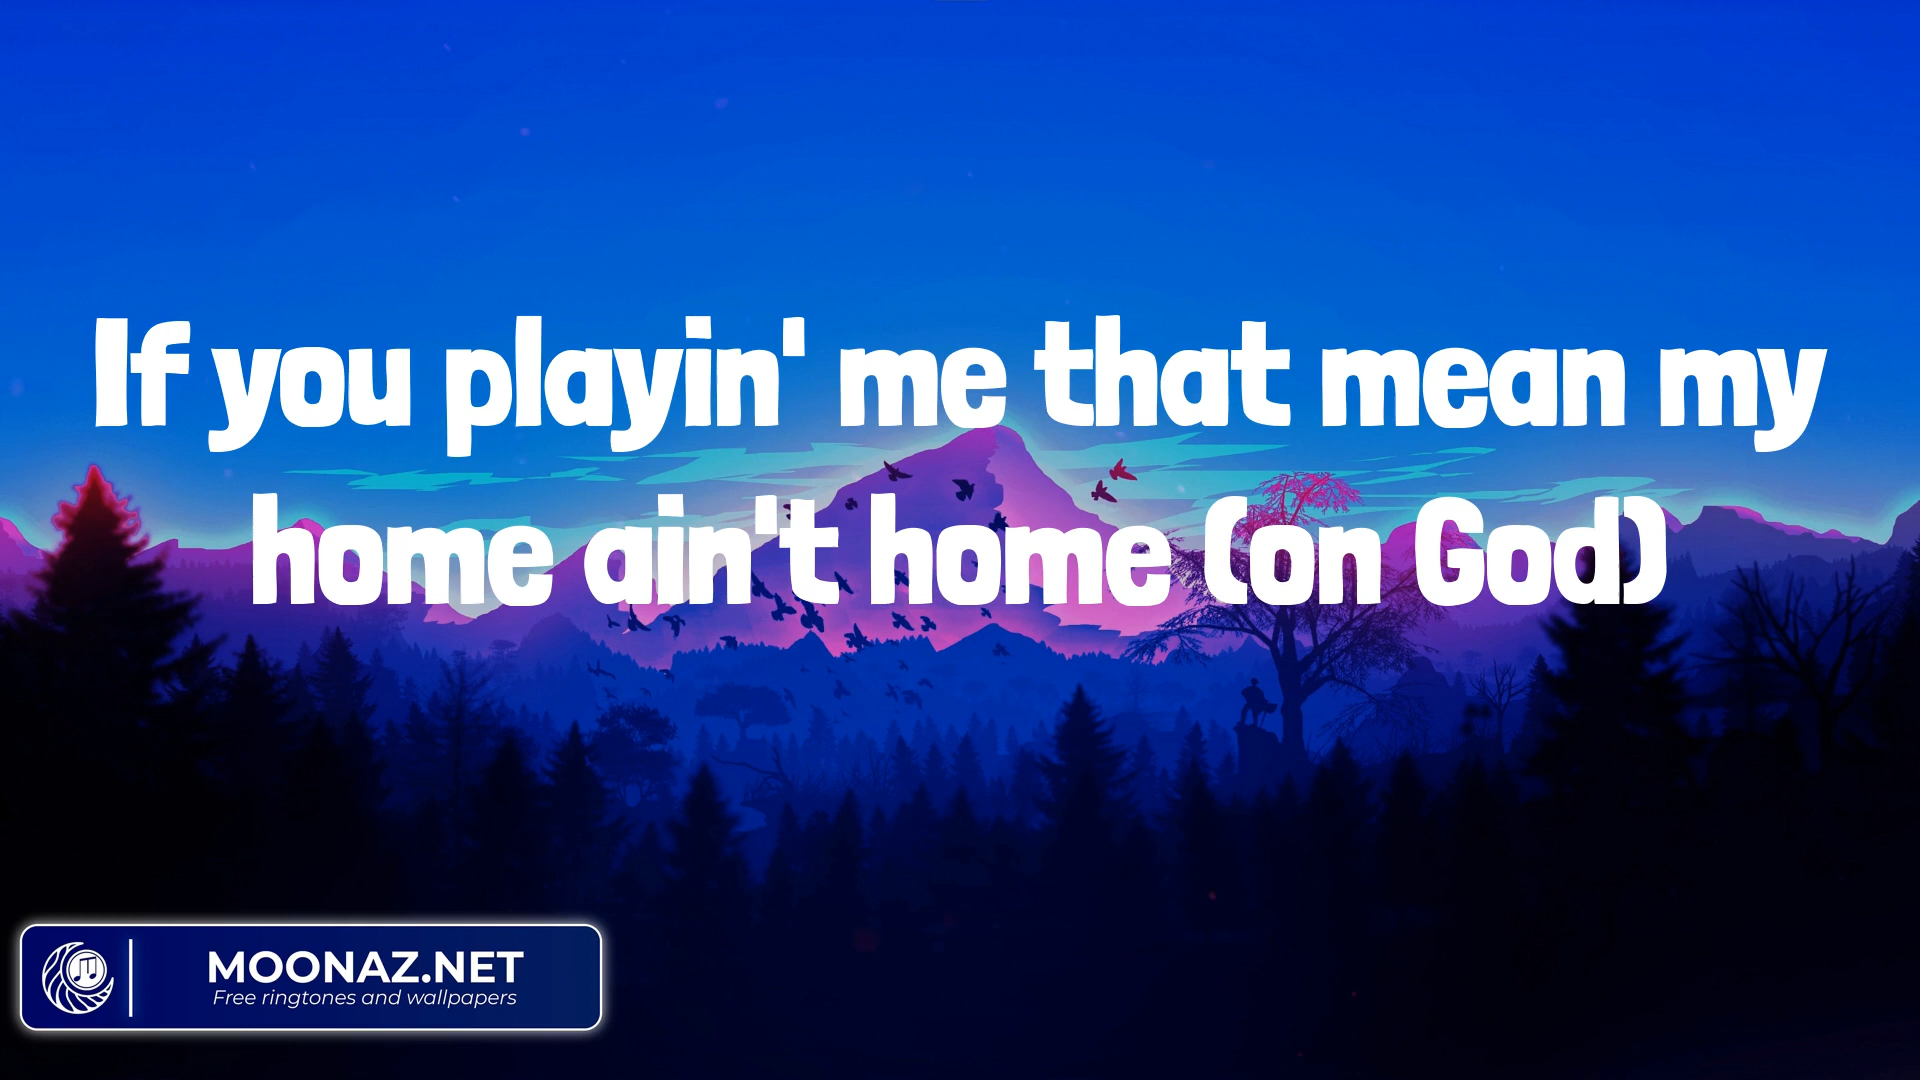 If you playin' me that mean my
home ain't home (on God)
MOONAZ.NET
Free ringtones and wallpapers